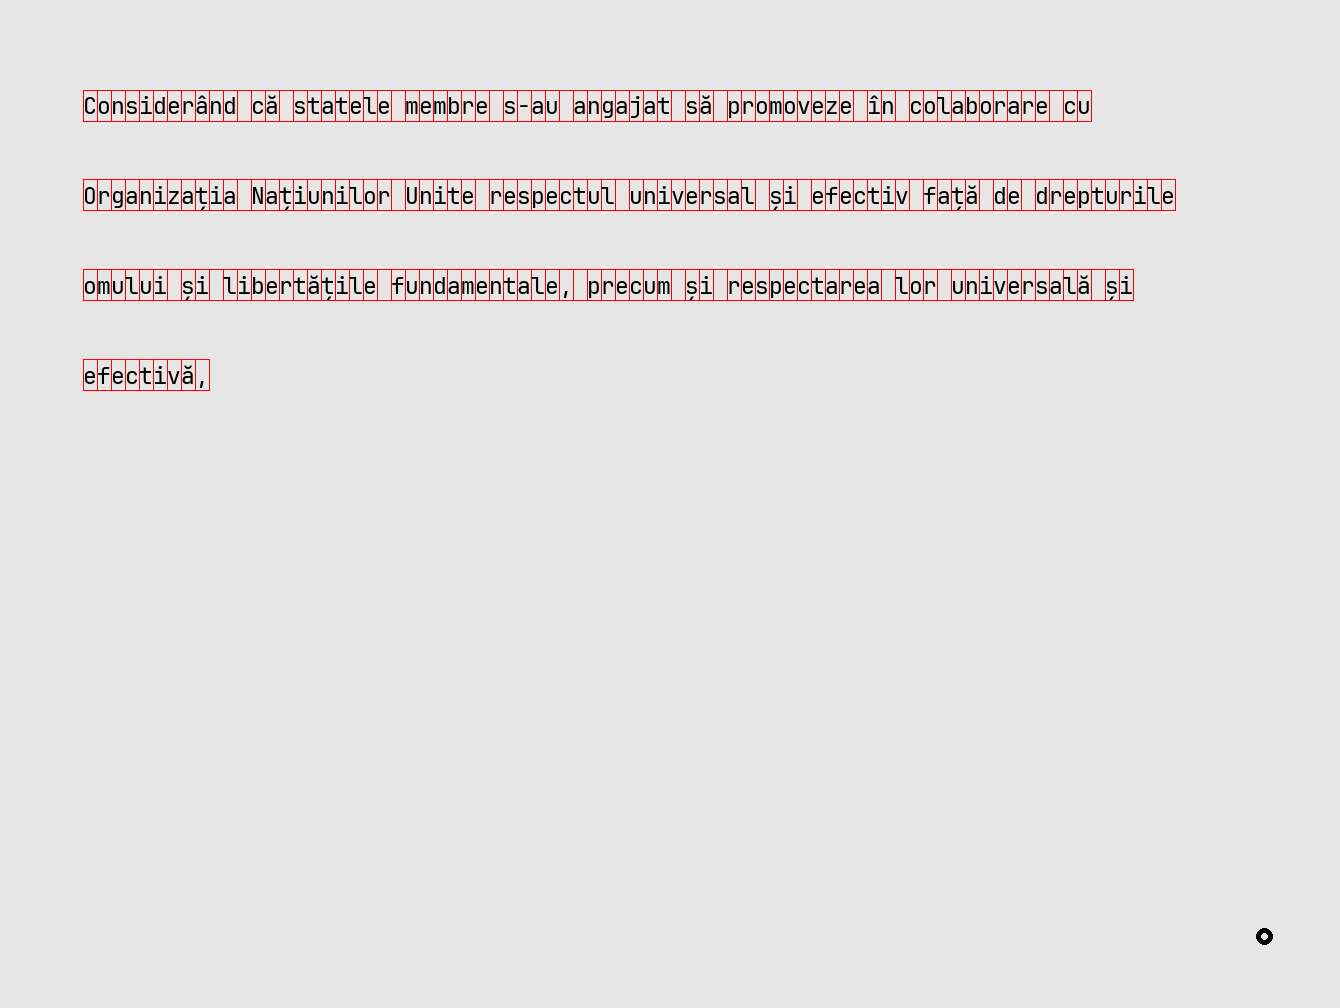 Considerând că statele membre s-au angajat să promoveze în colaborare cu
Organizația Națiunilor Unite respectul universal și efectiv față de drepturile
omului și libertățile fundamentale, precum și respectarea lor universală și
efectivă,